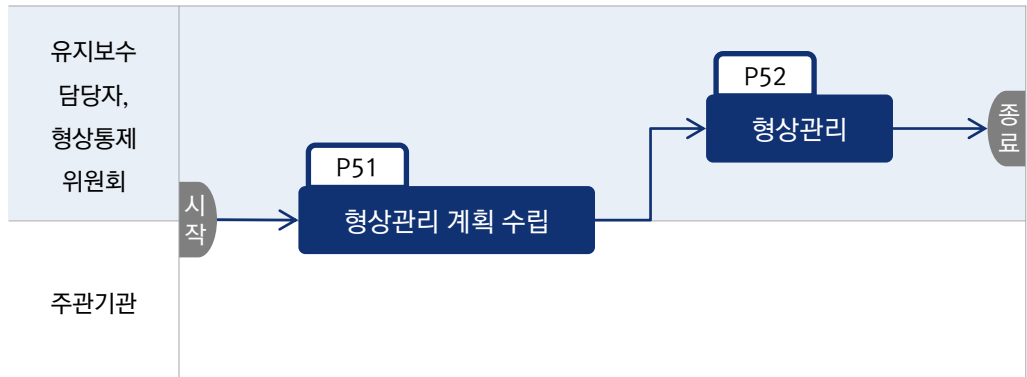 유지보수
담당자,
형상통제
위원회
시작
P51
형상관리 계획 수립
P52
형상관리
종료
주관기관